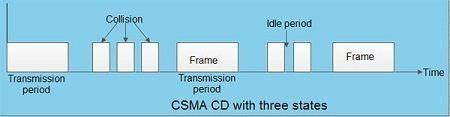 Collision
Idle period
Frame
Frame
Time
Transmission
period
Transmission
period
CSMA CD with three states